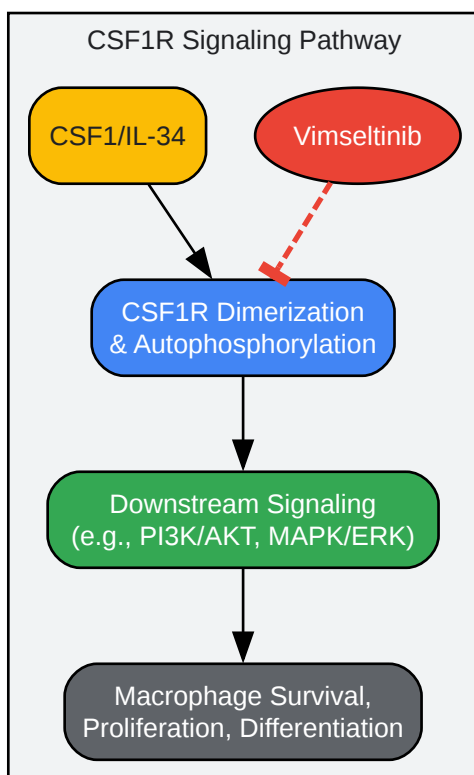 CSF1R Signaling Pathway
CSF1/IL-34
Vimseltinib
CSF1R Dimerization
& Autophosphorylation
Downstream Signaling
(e.g., PI3K/AKT, MAPK/ERK)
Macrophage Survival,
Proliferation, Differentiation